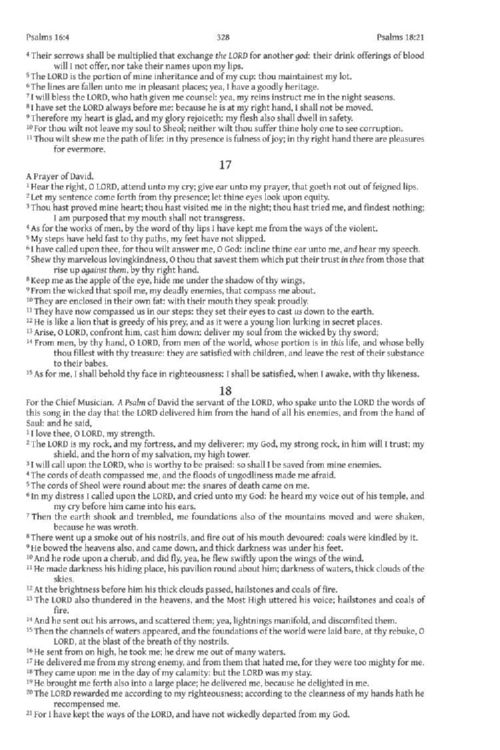 Psalms 16:4 328 Psalms 18:21
4 Their sorrows shall be multiplied that exchange the LORD for another god: their drink offerings of blood
will I not offer, nor take their names upon my lips.
5 The LORD is the portion of mine inheritance and of my cup: thou maintainest my lot.
6 The lines are fallen unto me in pleasant places; yea, I have a goodly heritage.
7 I will bless the LORD, who hath given me counsel: yea, my reins instruct me in the night seasons.
8 I have set the LORD always before me: because he is at my right hand, I shall not be moved.
9 Therefore my heart is glad, and my glory rejoiceth: my flesh also shall dwell in safety.
10 For thou wilt not leave my soul to Sheol; neither wilt thou suffer thine holy one to see corruption.
11 Thou wilt shew me the path of life: in thy presence is fulness of joy; in thy right hand there are pleasures
for evermore.
17
A Prayer of David.
1 Hear the right, O LORD, attend unto my cry; give ear unto my prayer, that goeth not out of feigned lips.
2 Let my sentence come forth from thy presence; let thine eyes look upon equity.
3 Thou hast proved mine heart; thou hast visited me in the night; thou hast tried me, and findest nothing;
I am purposed that my mouth shall not transgress.
4 As for the works of men, by the word of thy lips I have kept me from the ways of the violent.
5 My steps have held fast to thy paths, my feet have not slipped.
6 I have called upon thee, for thou wilt answer me, O God: incline thine ear unto me, and hear my speech.
7 Shew thy marvelous lovingkindness, O thou that savest them which put their trust in thee from those that
rise up against them, by thy right hand.
8 Keep me as the apple of the eye, hide me under the shadow of thy wings,
9 From the wicked that spoil me, my deadly enemies, that compass me about.
10 They are enclosed in their own fat: with their mouth they speak proudly.
11 They have now compassed us in our steps: they set their eyes to cast us down to the earth.
12 He is like a lion that is greedy of his prey, and as it were a young lion lurking in secret places.
13 Arise, O LORD, confront him, cast him down: deliver my soul from the wicked by thy sword;
14 From men, by thy hand, O LORD, from men of the world, whose portion is in this life, and whose belly
thou fillest with thy treasure: they are satisfied with children, and leave the rest of their substance
to their babes.
15 As for me, I shall behold thy face in righteousness: I shall be satisfied, when I awake, with thy likeness.
18
For the Chief Musician. A Psalm of David the servant of the LORD, who spake unto the LORD the words of
this song in the day that the LORD delivered him from the hand of all his enemies, and from the hand of
Saul: and he said,
1 I love thee, O LORD, my strength.
2 The LORD is my rock, and my fortress, and my deliverer; my God, my strong rock, in him will I trust; my
shield, and the horn of my salvation, my high tower.
3 I will call upon the LORD, who is worthy to be praised: so shall I be saved from mine enemies.
4 The cords of death compassed me, and the floods of ungodliness made me afraid.
5 The cords of Sheol were round about me: the snares of death came on me.
6 In my distress I called upon the LORD, and cried unto my God: he heard my voice out of his temple, and
my cry before him came into his ears.
7 Then the earth shook and trembled, me foundations also of the mountains moved and were shaken,
because he was wroth.
8 There went up a smoke out of his nostrils, and fire out of his mouth devoured: coals were kindled by it.
9 He bowed the heavens also, and came down, and thick darkness was under his feet.
10 And he rode upon a cherub, and did fly, yea, he flew swiftly upon the wings of the wind.
11 He made darkness his hiding place, his pavilion round about him; darkness of waters, thick clouds of the
skies.
12 At the brightness before him his thick clouds passed, hailstones and coals of fire.
13 The LORD also thundered in the heavens, and the Most High uttered his voice; hailstones and coals of
fire.
14 And he sent out his arrows, and scattered them; yea, lightnings manifold, and discomfited them.
15 Then the channels of waters appeared, and the foundations of the world were laid bare, at thy rebuke, O
LORD, at the blast of the breath of thy nostrils.
16 He sent from on high, he took me; he drew me out of many waters.
17 He delivered me from my strong enemy, and from them that hated me, for they were too mighty for me.
18 They came upon me in the day of my calamity: but the LORD was my stay.
19 He brought me forth also into a large place; he delivered me, because he delighted in me.
20 The LORD rewarded me according to my righteousness; according to the cleanness of my hands hath he
recompensed me.
21 For I have kept the ways of the LORD, and have not wickedly departed from my God.